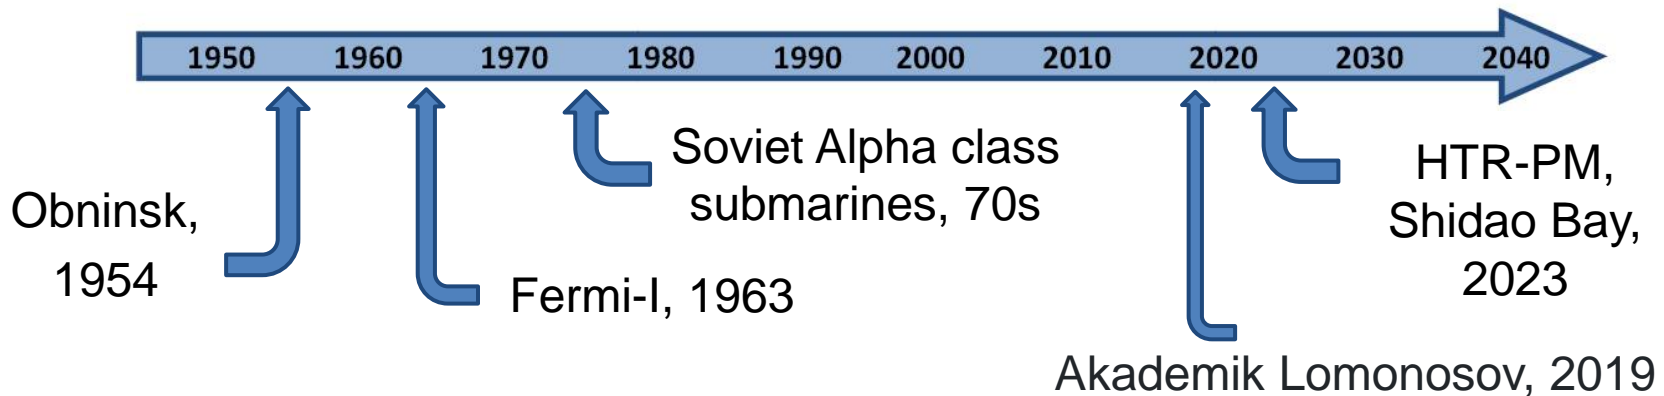 1950 1960 1970 1980 1990 2000 2010 2020 2030 2040
Obninsk,
1954
Fermi-I, 1963
Soviet Alpha class
submarines, 70s
Akademik Lomonosov, 2019
HTR-PM,
Shidao Bay,
2023